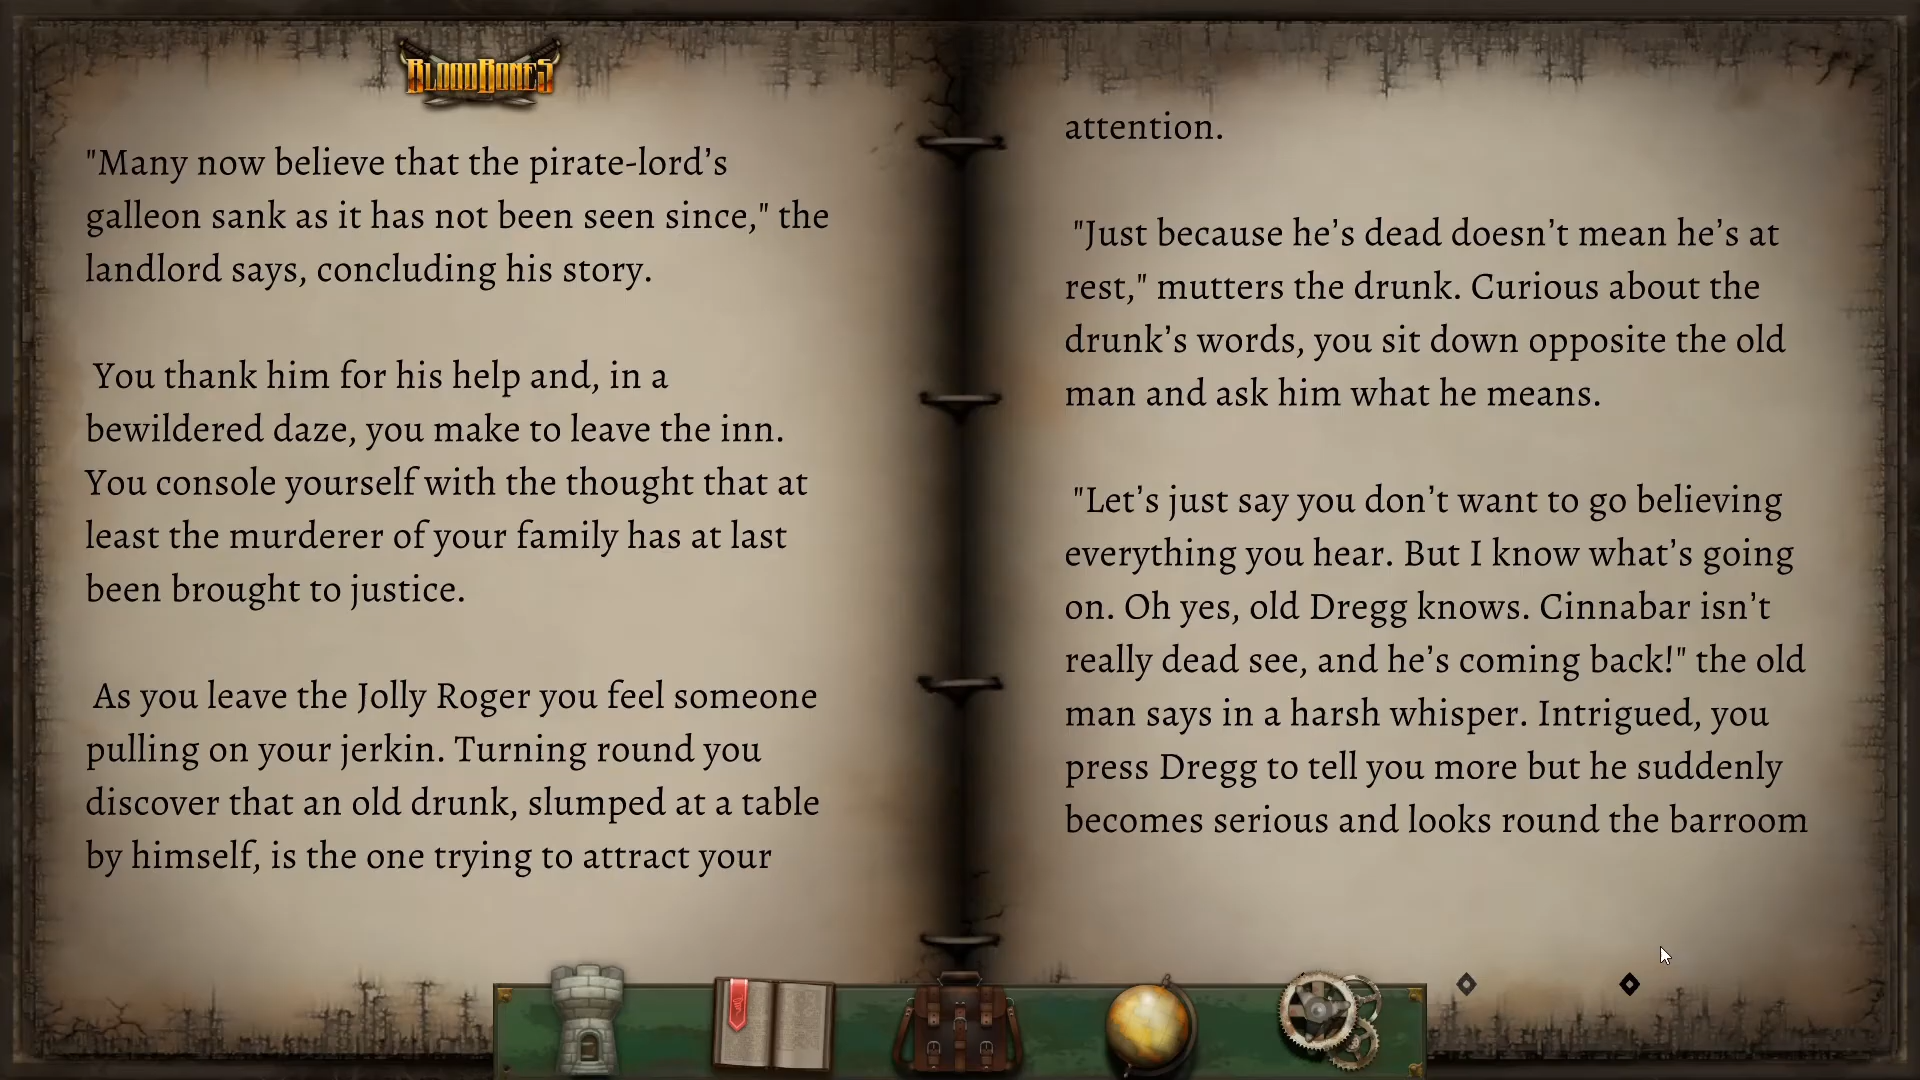 BLOODBONES
"Many now believe that the pirate-lord’s
galleon sank as it has not been seen since," the
landlord says, concluding his story.
You thank him for his help and, in a
bewildered daze, you make to leave the inn.
You console yourself with the thought that at
least the murderer of your family has at last
been brought to justice.
As you leave the Jolly Roger you feel someone
pulling on your jerkin. Turning round you
discover that an old drunk, slumped at a table
by himself, is the one trying to attract your
attention.
"Just because he’s dead doesn’t mean he’s at
rest," mutters the drunk. Curious about the
drunk’s words, you sit down opposite the old
man and ask him what he means.
"Let’s just say you don’t want to go believing
everything you hear. But I know what’s going
on. Oh yes, old Dregg knows. Cinnabar isn’t
really dead see, and he’s coming back!" the old
man says in a harsh whisper. Intrigued, you
press Dregg to tell you more but he suddenly
becomes serious and looks round the barroom